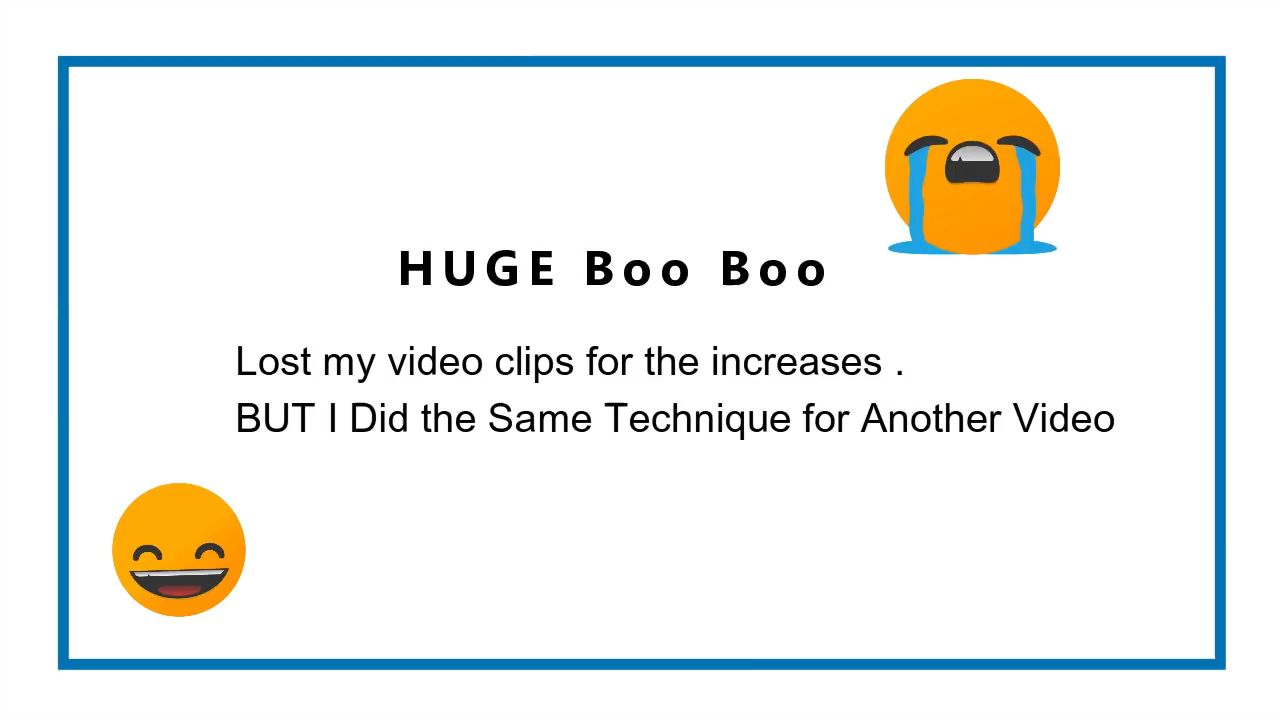 HUGE Boo Boo
Lost my video clips for the increases .
BUT I Did the Same Technique for Another Video